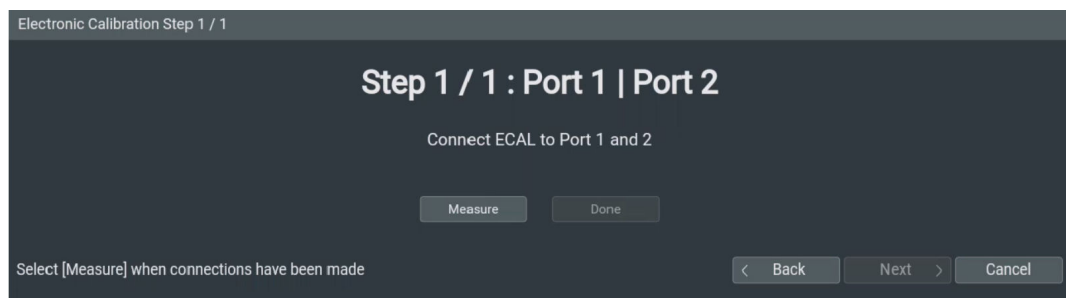 Electronic Calibration Step 1 / 1
Step 1 / 1 : Port 1 | Port 2
Connect ECAL to Port 1 and 2
Measure
Done
Select [Measure] when connections have been made
< Back
Next >
Cancel